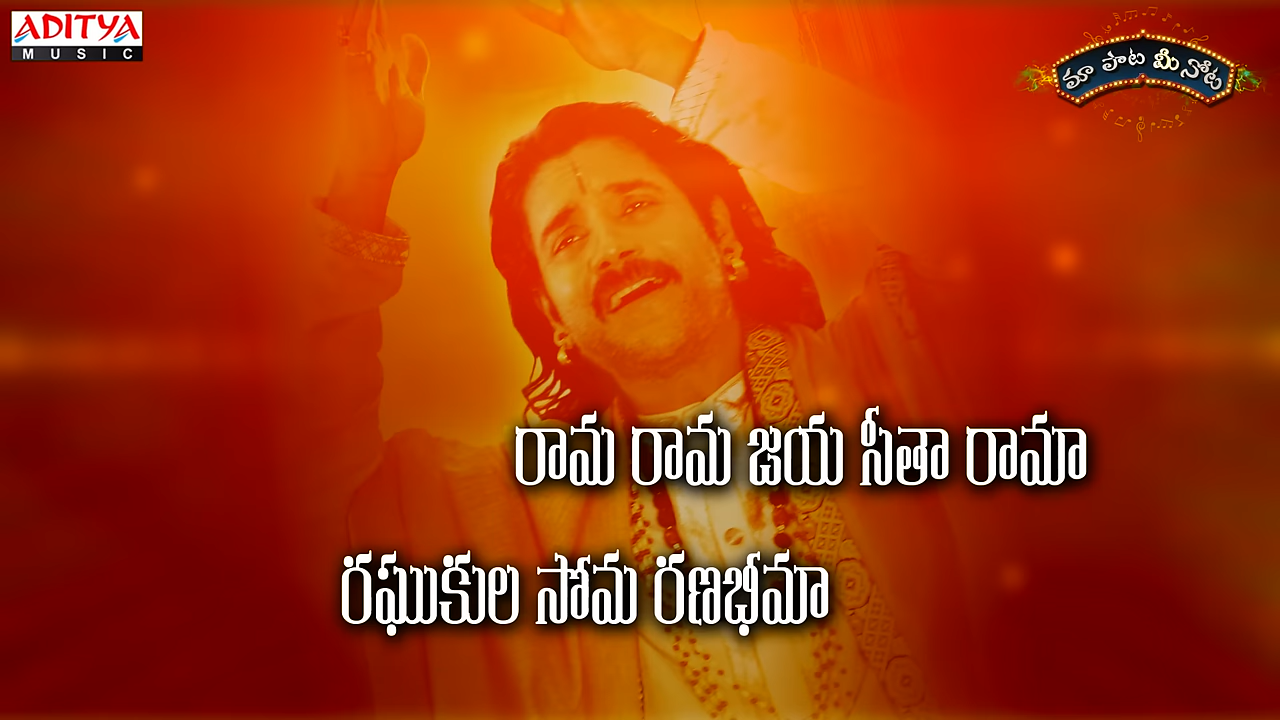 ADITYA
MUSIC
మా పాట మీ నోట
రామ రామ జయ సీతా రామా
రఘుకుల సోమ రణభీమా